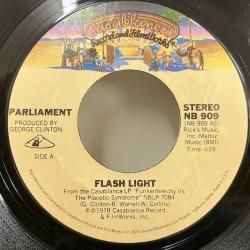 Casablanca
Record and FilmWorks, Inc.
PARLIAMENT
PRODUCED BY
GEORGE CLINTON
SIDE A
STEREO
NB 909
(NB 909 AS)
Rick's Music,
Inc./Malbiz
Music (BMI)
Time: 4:29
FLASH LIGHT
From the Casablanca LP "Funkentelechy Vs.
The Placebo Syndrome" NBLP 7084
(G. Clinton-B. Worrell-W. Collins)
Ⓟ © 1978 Casablanca Record
& FilmWorks, Inc.